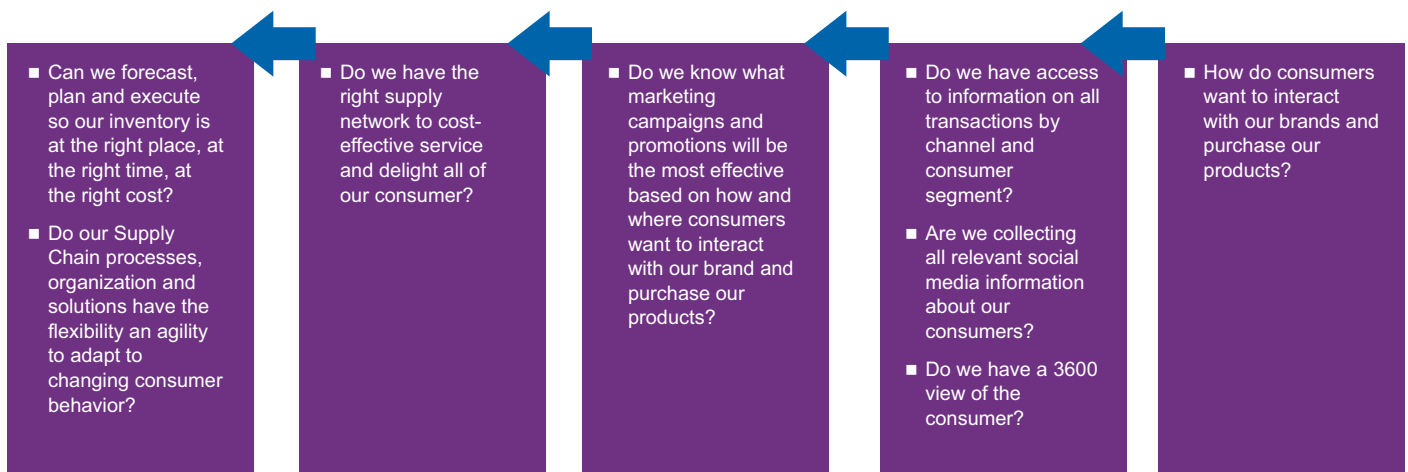 ■ Can we forecast,
plan and execute
so our inventory is
at the right place, at
the right time, at
the right cost?
■ Do our Supply
Chain processes,
organization and
solutions have the
flexibility an agility
to adapt to
changing consumer
behavior?
■ Do we have the
right supply
network to cost-
effective service
and delight all of
our consumer?
■ Do we know what
marketing
campaigns and
promotions will be
the most effective
based on how and
where consumers
want to interact
with our brand and
purchase our
products?
■ Do we have access
to information on all
transactions by
channel and
consumer
segment?
■ Are we collecting
all relevant social
media information
about our
consumers?
■ Do we have a 3600
view of the
consumer?
■ How do consumers
want to interact
with our brands and
purchase our
products?